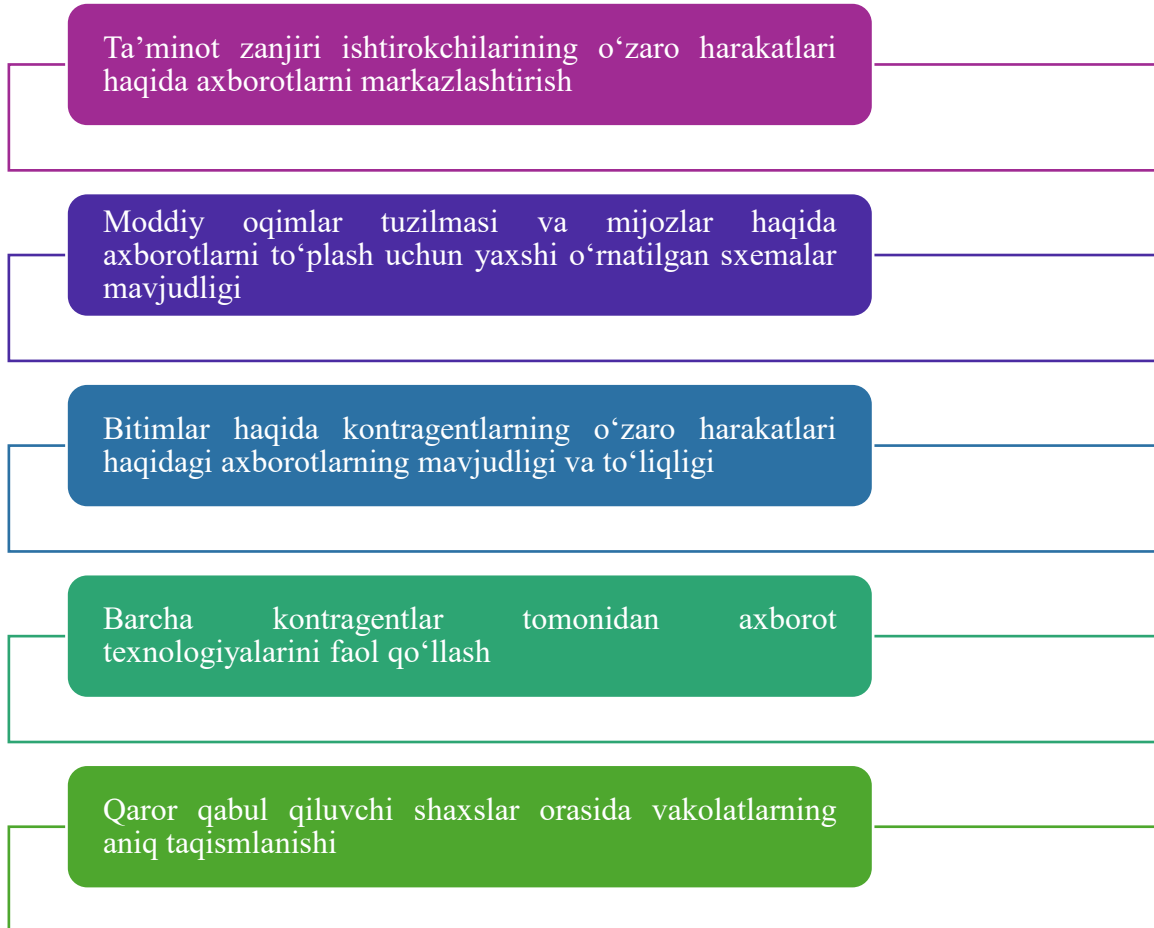 Ta’minot zanjiri ishtirokchilarining o‘zaro harakatlari
haqida axborotlarni markazlashtirish
Moddiy oqimlar tuzilmasi va mijozlar haqida
axborotlarni to‘plash uchun yaxshi o‘rnatilgan sxemalar
mavjudligi
Bitimlar haqida kontragentlarning o‘zaro harakatlari
haqidagi axborotlarning mavjudligi va to‘liqligi
Barcha kontragentlar tomonidan axborot
texnologiyalarini faol qo‘llash
Qaror qabul qiluvchi shaxslar orasida vakolatlarning
aniq taqismlanishi